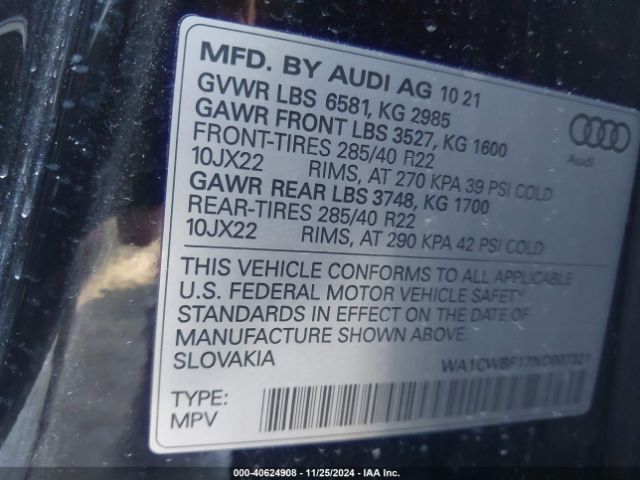 MFD. BY AUDI AG 10 21
GVWR LBS 6581, KG 2985
GAWR FRONT LBS 3527, KG 1600
FRONT-TIRES 285/40 R22
10JX22 RIMS, AT 270 KPA 39 PSI COLD
GAWR REAR LBS 3748, KG 1700
REAR-TIRES 285/40 R22
10JX22 RIMS, AT 290 KPA 42 PSI COLD
Audi
THIS VEHICLE CONFORMS TO ALL APPLICABLE
U.S. FEDERAL MOTOR VEHICLE SAFETY
STANDARDS IN EFFECT ON THE DATE OF
MANUFACTURE SHOWN ABOVE.
SLOVAKIA
TYPE:
MPV
000-40624908 - 11/25/2024 - IAA Inc.